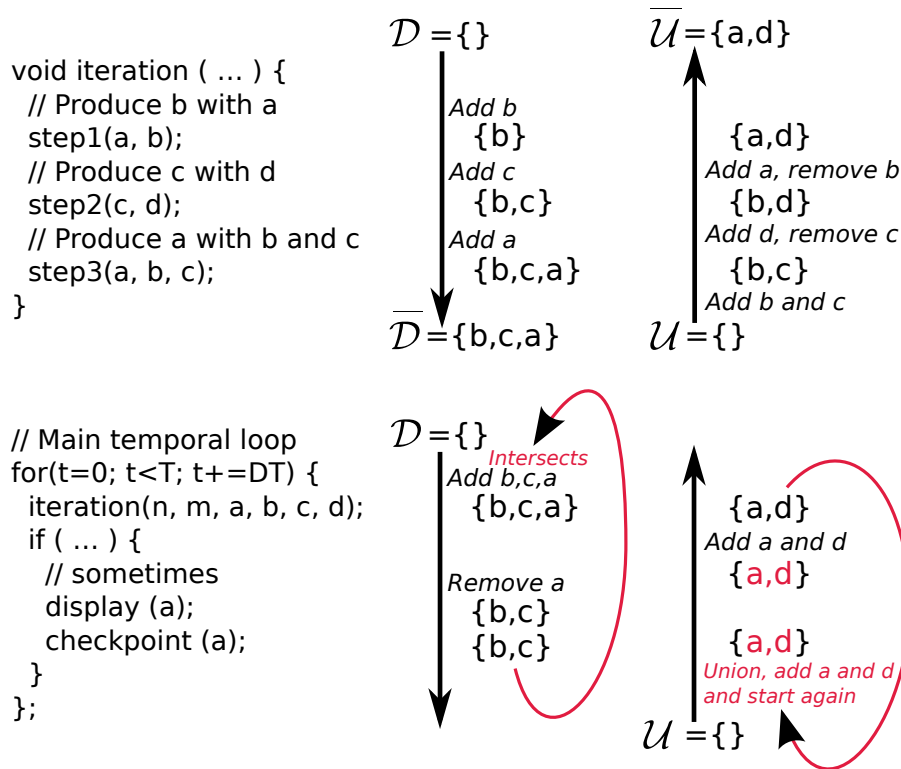 void iteration ( ... ) {
// Produce b with a
step1(a, b);
// Produce c with d
step2(c, d);
// Produce a with b and c
step3(a, b, c);
}
𝒟 ={}
Add b
{b}
Add c
{b,c}
Add a
{b,c,a}
𝒟̅ ={b,c,a}
𝒰̅ ={a,d}
{a,d}
Add a, remove b
{b,d}
Add d, remove c
{b,c}
Add b and c
𝒰 ={}
// Main temporal loop
for(t=0; t<T; t+=DT) {
iteration(n, m, a, b, c, d);
if ( ... ) {
// sometimes
display (a);
checkpoint (a);
}
};
𝒟 ={}
Intersects
Add b,c,a
{b,c,a}
Remove a
{b,c}
{b,c}
{a,d}
Add a and d
{a,d}
{a,d}
Union, add a and d
and start again
𝒰 ={}